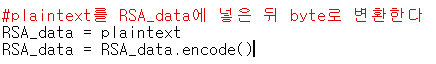 #plaintext를 RSA_data에 넣은 뒤 byte로 변환한다
RSA_data = plaintext
RSA_data = RSA_data.encode()